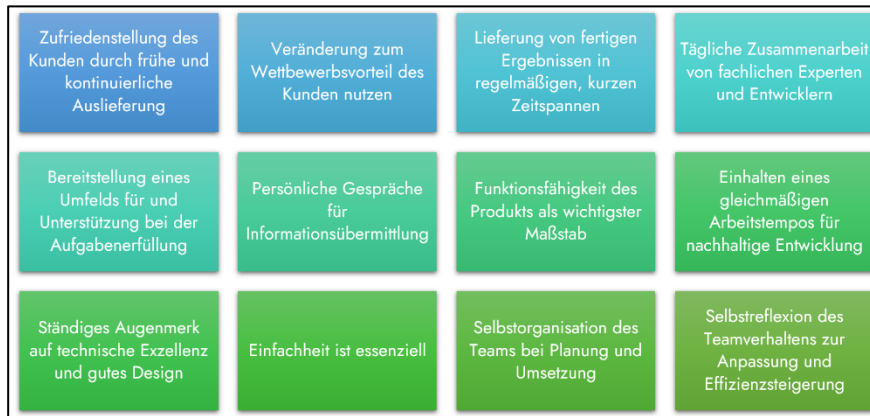 Zufriedenstellung des
Kunden durch frühe und
kontinuierliche
Auslieferung
Veränderung zum
Wettbewerbsvorteil des
Kunden nutzen
Lieferung von fertigen
Ergebnissen in
regelmäßigen, kurzen
Zeitspannen
Tägliche Zusammenarbeit
von fachlichen Experten
und Entwicklern
Bereitstellung eines
Umfelds für und
Unterstützung bei der
Aufgabenerfüllung
Persönliche Gespräche
für
Informationsübermittlung
Funktionsfähigkeit des
Produkts als wichtigster
Maßstab
Einhalten eines
gleichmäßigen
Arbeitstempos für
nachhaltige Entwicklung
Ständiges Augenmerk
auf technische Exzellenz
und gutes Design
Einfachheit ist essenziell
Selbstorganisation des
Teams bei Planung und
Umsetzung
Selbstreflexion des
Teamverhaltens zur
Anpassung und
Effizienzsteigerung